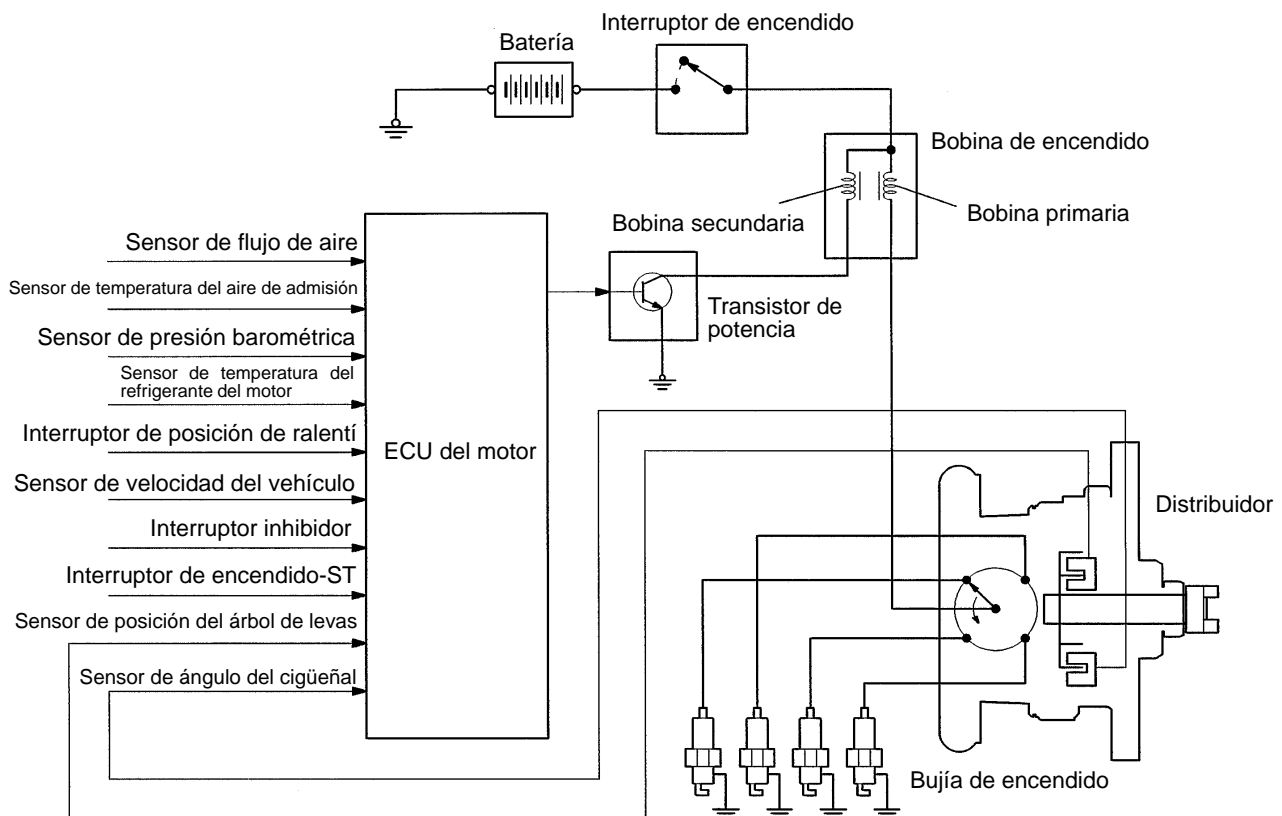 Interruptor de encendido
Batería
Bobina de encendido
Bobina secundaria
Bobina primaria
Sensor de flujo de aire
Sensor de temperatura del aire de admisión
Transistor de
potencia
Sensor de presión barométrica
Sensor de temperatura del
refrigerante del motor
Interruptor de posición de ralentí
ECU del motor
Sensor de velocidad del vehículo
Distribuidor
Interruptor inhibidor
Interruptor de encendido-ST
Sensor de posición del árbol de levas
Sensor de ángulo del cigüeñal
Bujía de encendido